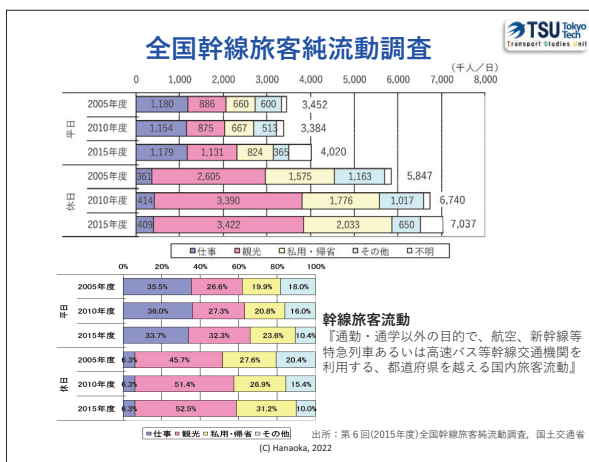 全国幹線旅客純流動調査
TSU Tokyo Tech
Transport Studies Unit
(千人／日)
0 1,000 2,000 3,000 4,000 5,000 6,000 7,000 8,000
平日
2005年度 1,180 886 660 600 3,452
2010年度 1,154 875 667 513 3,384
2015年度 1,179 1,131 824 365 4,020
休日
2005年度 361 2,605 1,575 1,163 5,847
2010年度 414 3,390 1,776 1,017 6,740
2015年度 409 3,422 2,033 650 7,037
仕事 観光 私用・帰省 その他 不明
0% 20% 40% 60% 80% 100%
平日
2005年度 35.5% 26.6% 19.9% 18.0%
2010年度 36.0% 27.3% 20.8% 16.0%
2015年度 33.7% 32.3% 23.6% 10.4%
休日
2005年度 6.3% 45.7% 27.6% 20.4%
2010年度 6.3% 51.4% 26.9% 15.4%
2015年度 6.3% 52.5% 31.2% 10.0%
仕事 観光 私用・帰省 その他
幹線旅客流動
『通勤・通学以外の目的で、航空、新幹線等
特急列車あるいは高速バス等幹線交通機関を
利用する、都道府県を越える国内旅客流動』
出所：第６回(2015年度)全国幹線旅客純流動調査，国土交通省
(C) Hanaoka, 2022